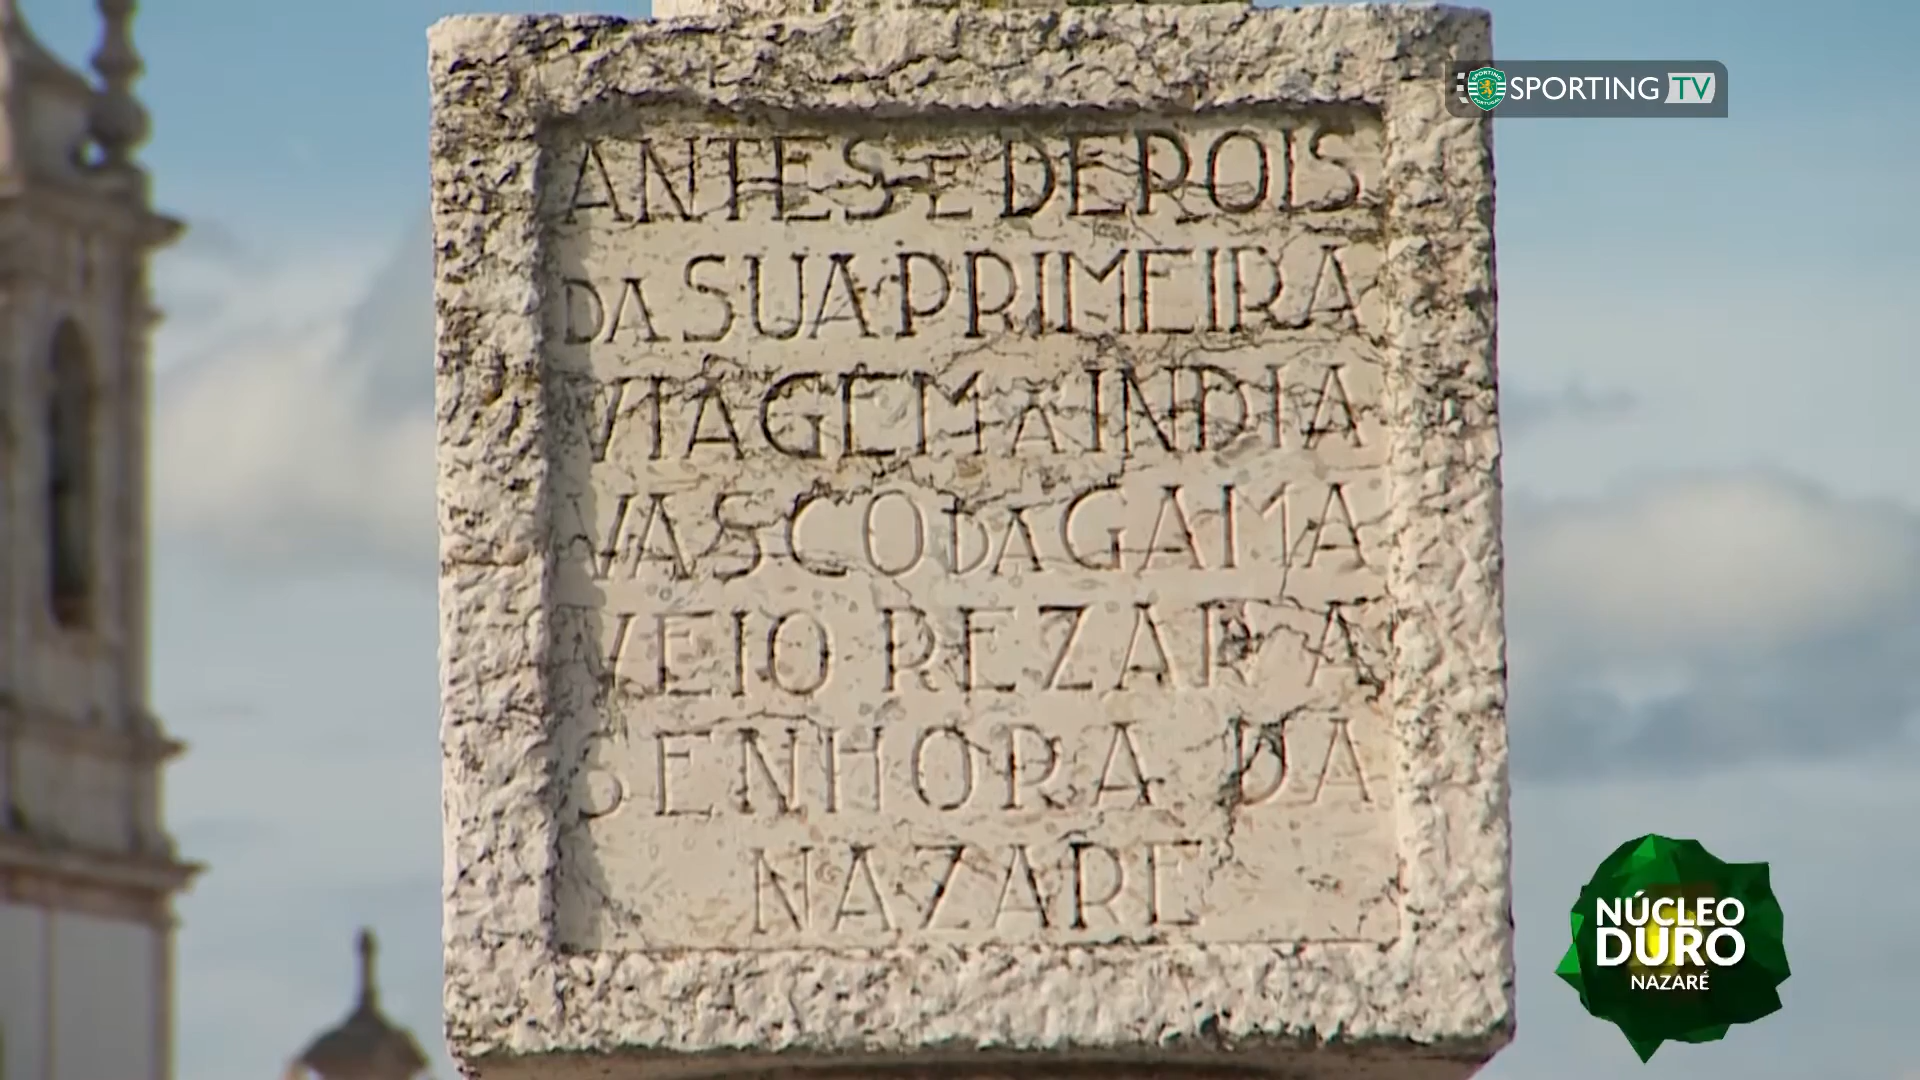 SPORTING TV
ANTES E DEPOIS
DA SUA PRIMEIRA
VIAGEM A INDIA
VASCO DA GAMA
VEIO REZAR A
SENHORA DA
NAZARE
NÚCLEO
DURO
NAZARÉ